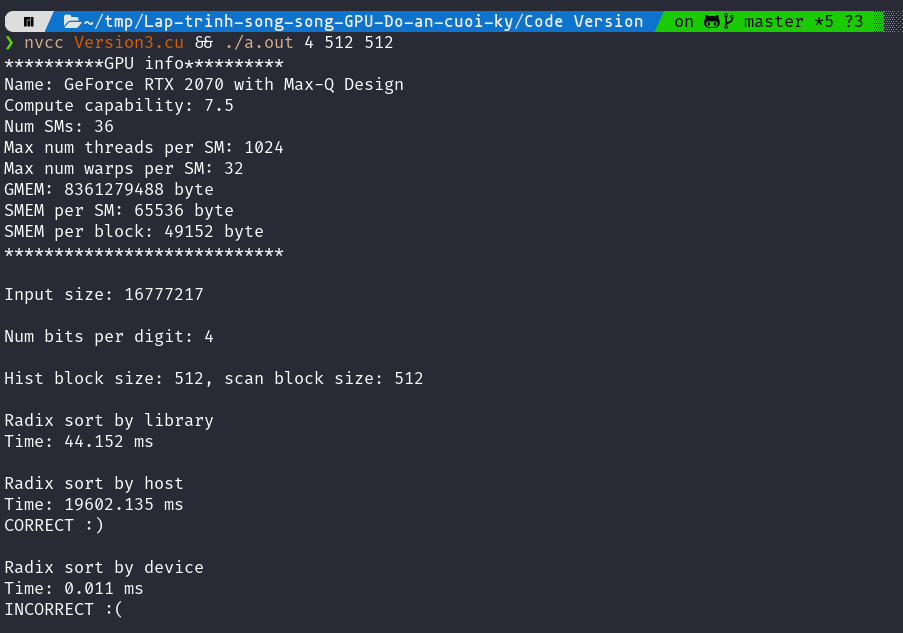 ~/tmp/Lap-trinh-song-song-GPU-Do-an-cuoi-ky/Code Version on master *5 ?3
❯ nvcc Version3.cu && ./a.out 4 512 512
**********GPU info**********
Name: GeForce RTX 2070 with Max-Q Design
Compute capability: 7.5
Num SMs: 36
Max num threads per SM: 1024
Max num warps per SM: 32
GMEM: 8361279488 byte
SMEM per SM: 65536 byte
SMEM per block: 49152 byte
****************************
Input size: 16777217
Num bits per digit: 4
Hist block size: 512, scan block size: 512
Radix sort by library
Time: 44.152 ms
Radix sort by host
Time: 19602.135 ms
CORRECT :)
Radix sort by device
Time: 0.011 ms
INCORRECT :(